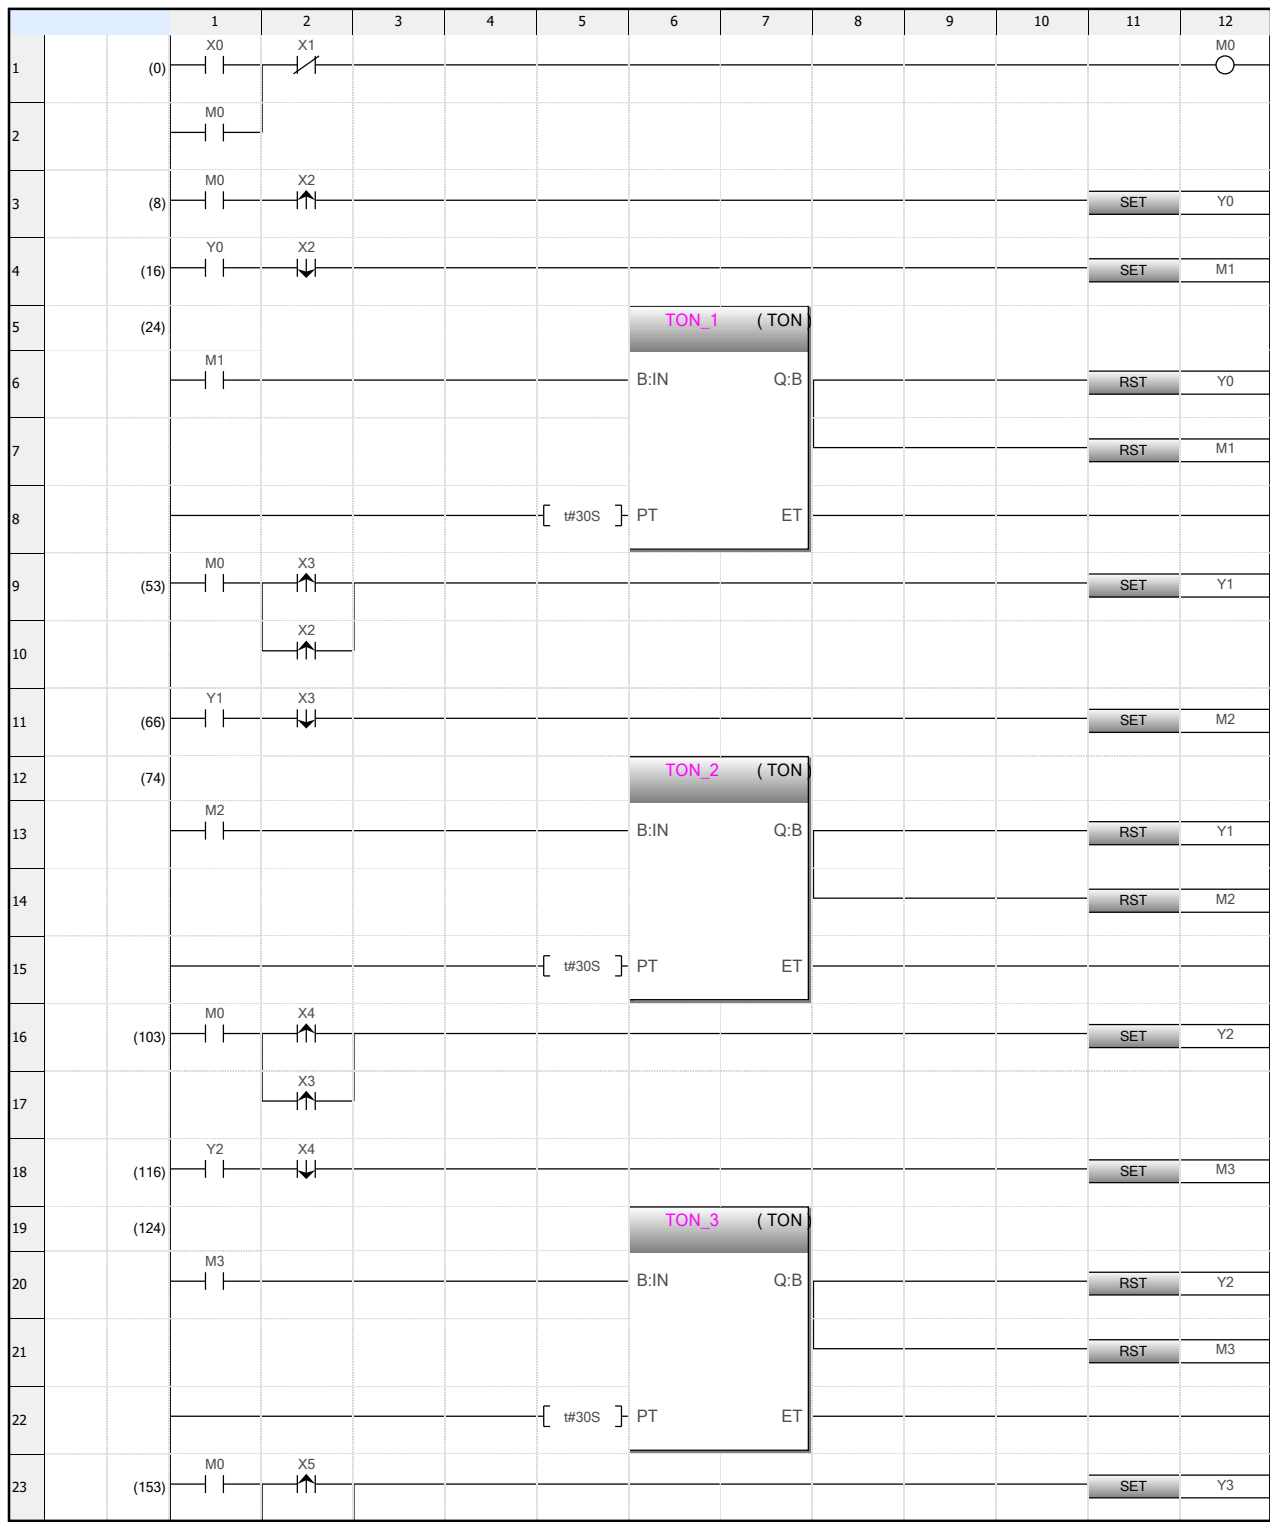 1 2 3 4 5 6 7 8 9 10 11 12
X0 X1 M0
1 (0)
M0
2
M0 X2
3 (8) SET Y0
Y0 X2
4 (16) SET M1
5 (24) TON_1 ( TON )
M1
6 B:IN Q:B RST Y0
7 RST M1
8 t#30S PT ET
M0 X3
9 (53) SET Y1
X2
10
Y1 X3
11 (66) SET M2
12 (74) TON_2 ( TON )
M2
13 B:IN Q:B RST Y1
14 RST M2
15 t#30S PT ET
M0 X4
16 (103) SET Y2
X3
17
Y2 X4
18 (116) SET M3
19 (124) TON_3 ( TON )
M3
20 B:IN Q:B RST Y2
21 RST M3
22 t#30S PT ET
M0 X5
23 (153) SET Y3